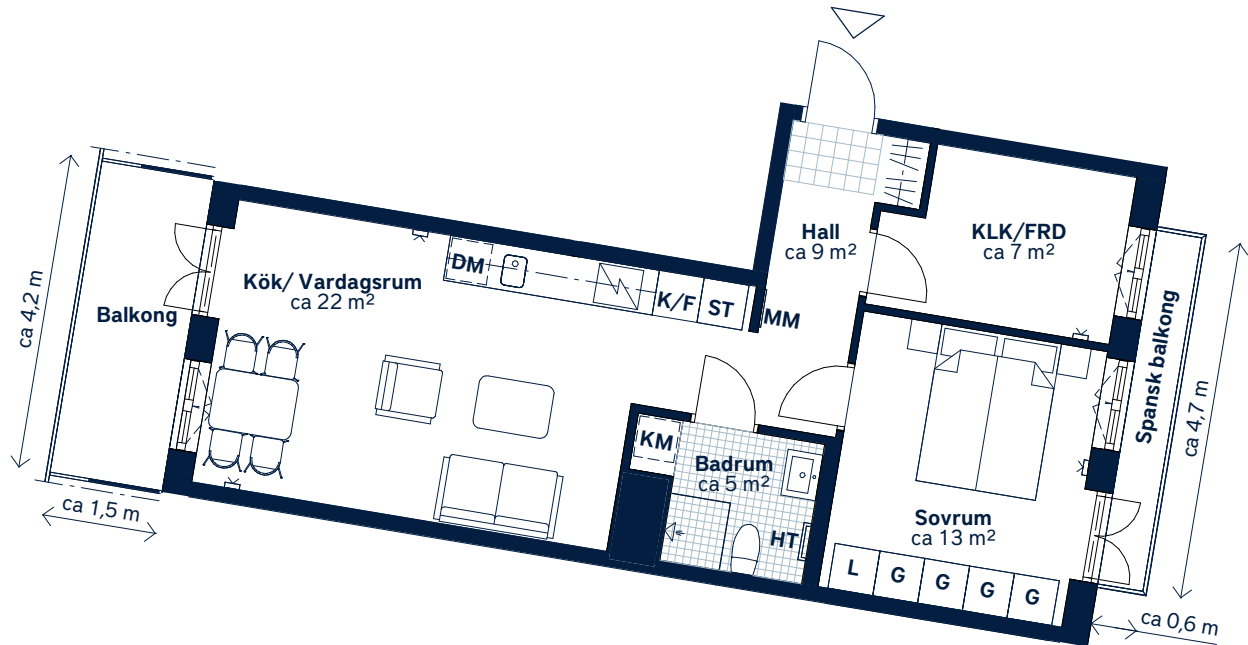 Hall
ca 9 m²
KLK/FRD
ca 7 m²
Kök/ Vardagsrum
ca 22 m²
DM
K/F
ST
MM
Balkong
ca 4,2 m
ca 1,5 m
Spansk balkong
ca 4,7 m
KM
Badrum
ca 5 m²
HT
Sovrum
ca 13 m²
L
G
G
G
G
ca 0,6 m